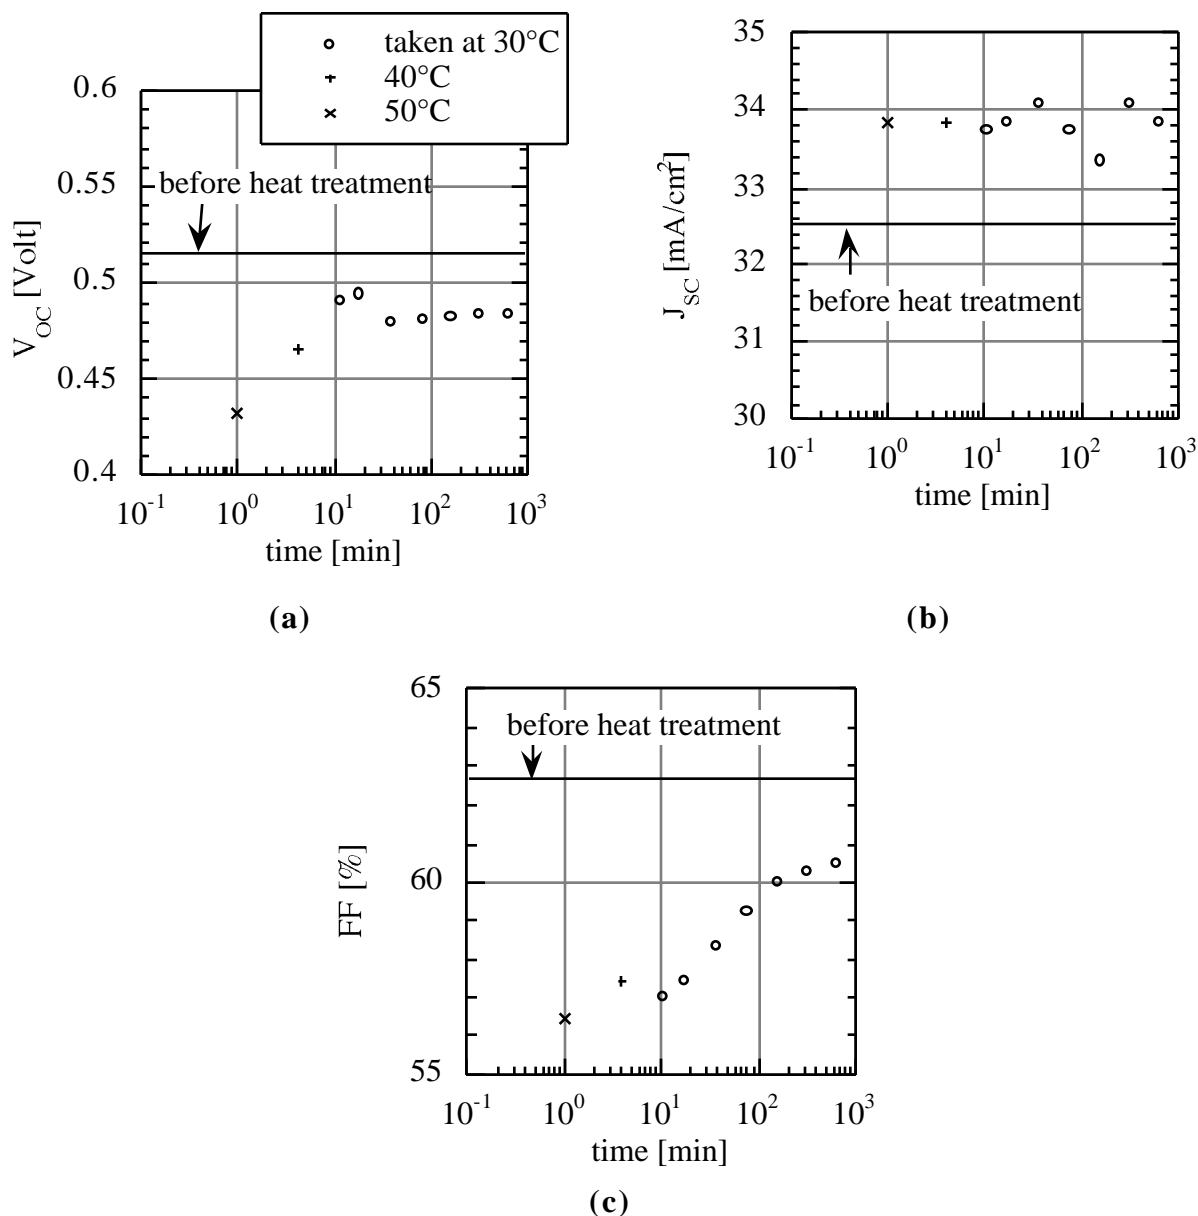 taken at 30°C
40°C
50°C
0.6
0.55
0.5
0.45
0.4
V_OC [Volt]
before heat treatment
10^-1 10^0 10^1 10^2 10^3
time [min]
(a)
35
34
33
32
31
30
J_SC [mA/cm^2]
before heat treatment
10^-1 10^0 10^1 10^2 10^3
time [min]
(b)
65
60
55
FF [%]
before heat treatment
10^-1 10^0 10^1 10^2 10^3
time [min]
(c)